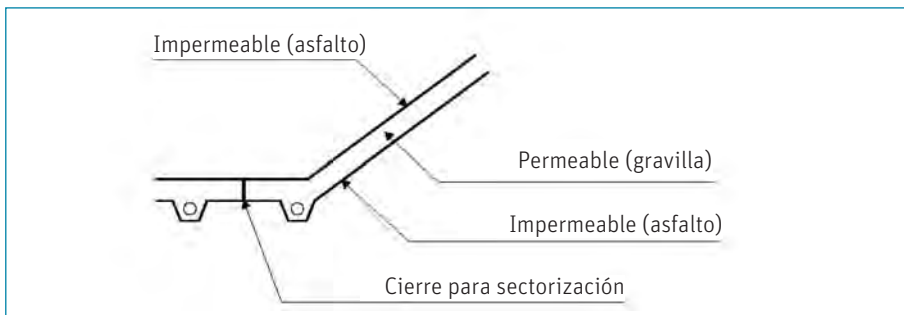 Impermeable (asfalto)
Permeable (gravilla)
Impermeable (asfalto)
Cierre para sectorización